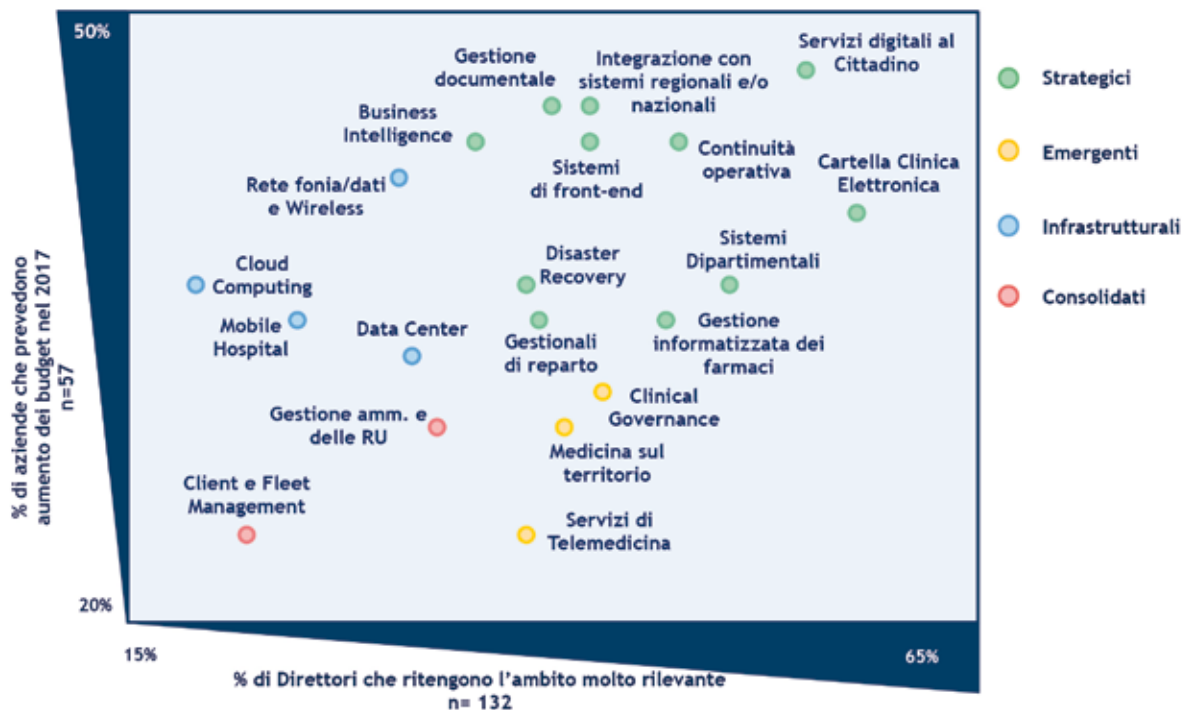 50%
Servizi digitali al
Cittadino
Gestione
documentale
Integrazione con
sistemi regionali e/o
nazionali
Strategici
Business
Intelligence
Continuità
operativa
Emergenti
Sistemi
di front-end
Cartella Clinica
Elettronica
Rete fonia/dati
e Wireless
Infrastrutturali
Sistemi
Dipartimentali
Disaster
Recovery
Cloud
Computing
Consolidati
Mobile
Hospital
Data Center
Gestionali
di reparto
Gestione
informatizzata dei
farmaci
% di aziende che prevedono
aumento dei budget nel 2017
n=57
Clinical
Governance
Gestione amm. e
delle RU
Medicina sul
territorio
Client e Fleet
Management
Servizi di
Telemedicina
20%
15%
65%
% di Direttori che ritengono l'ambito molto rilevante
n= 132